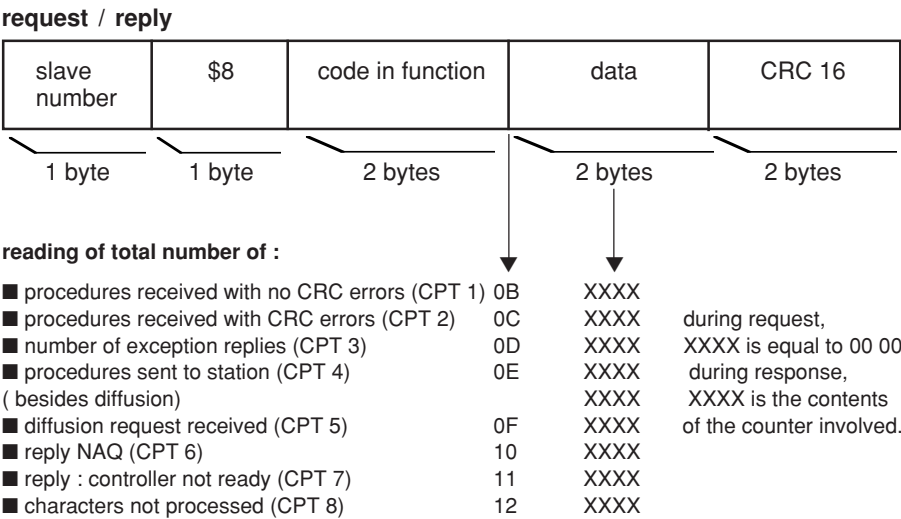 request / reply
slave number $8 code in function data CRC 16
1 byte 1 byte 2 bytes 2 bytes 2 bytes
reading of total number of :
■ procedures received with no CRC errors (CPT 1) 0B XXXX
■ procedures received with CRC errors (CPT 2) 0C XXXX during request,
■ number of exception replies (CPT 3) 0D XXXX XXXX is equal to 00 00
■ procedures sent to station (CPT 4) 0E XXXX during response,
( besides diffusion) XXXX XXXX is the contents
■ diffusion request received (CPT 5) 0F XXXX of the counter involved.
■ reply NAQ (CPT 6) 10 XXXX
■ reply : controller not ready (CPT 7) 11 XXXX
■ characters not processed (CPT 8) 12 XXXX